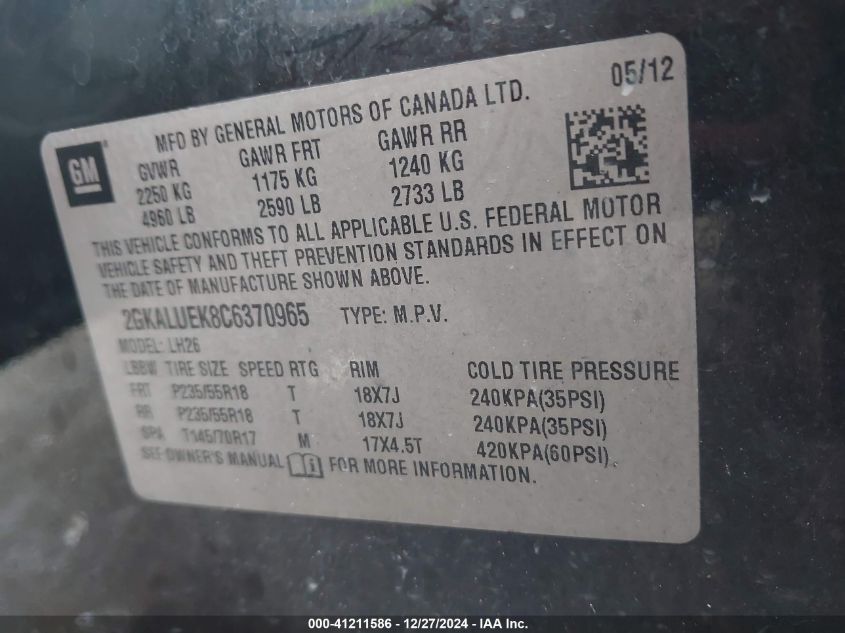 05/12
MFD BY GENERAL MOTORS OF CANADA LTD.
GM
GVWR GAWR FRT GAWR RR
2250 KG 1175 KG 1240 KG
4960 LB 2590 LB 2733 LB
THIS VEHICLE CONFORMS TO ALL APPLICABLE U.S. FEDERAL MOTOR
VEHICLE SAFETY AND THEFT PREVENTION STANDARDS IN EFFECT ON
THE DATE OF MANUFACTURE SHOWN ABOVE.
2GKALUEK8C6370965 TYPE: M.P.V.
MODEL: LH26
LBBW TIRE SIZE SPEED RTG RIM COLD TIRE PRESSURE
FRT P235/55R18 T 18X7J 240KPA(35PSI)
RR P235/55R18 T 18X7J 240KPA(35PSI)
SPA T145/70R17 M 17X4.5T 420KPA(60PSI)
SEE OWNER'S MANUAL FOR MORE INFORMATION.
000-41211586 - 12/27/2024 - IAA Inc.